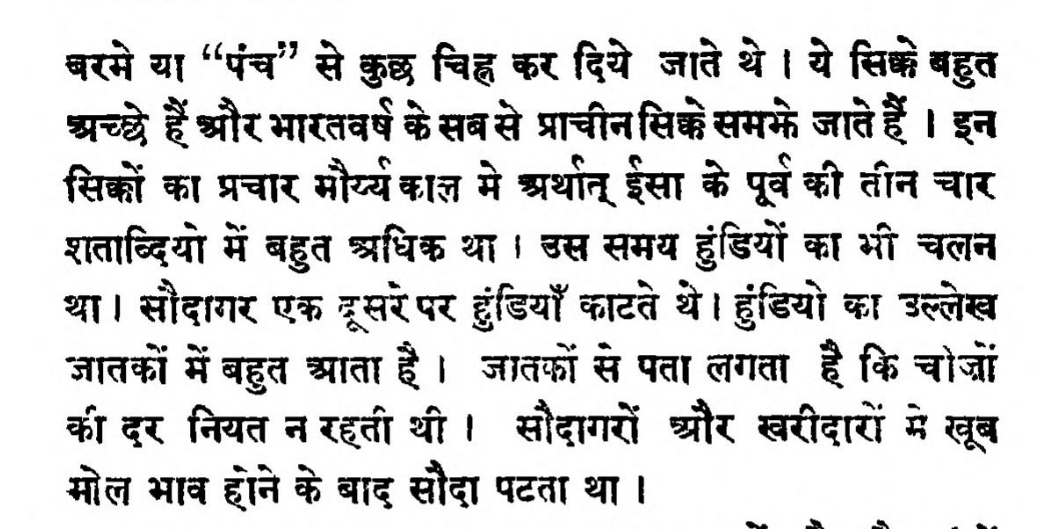 बरमे या “पंच” से कुछ चिह्न कर दिये जाते थे । ये सिक्के बहुत
अच्छे हैं और भारतवर्ष के सब से प्राचीन सिक्के समझे जाते हैं । इन
सिक्कों का प्रचार मौर्य्य काल मे अर्थात् ईसा के पूर्व की तीन चार
शताब्दियो में बहुत अधिक था । उस समय हुंडियों का भी चलन
था । सौदागर एक दूसरे पर हुंडियाँ काटते थे । हुंडियो का उल्लेख
जातकों में बहुत आता है । जातकों से पता लगता है कि चीजों
की दर नियत न रहती थी । सौदागरों और खरीदारों मे खूब
मोल भाव होने के बाद सौदा पटता था ।